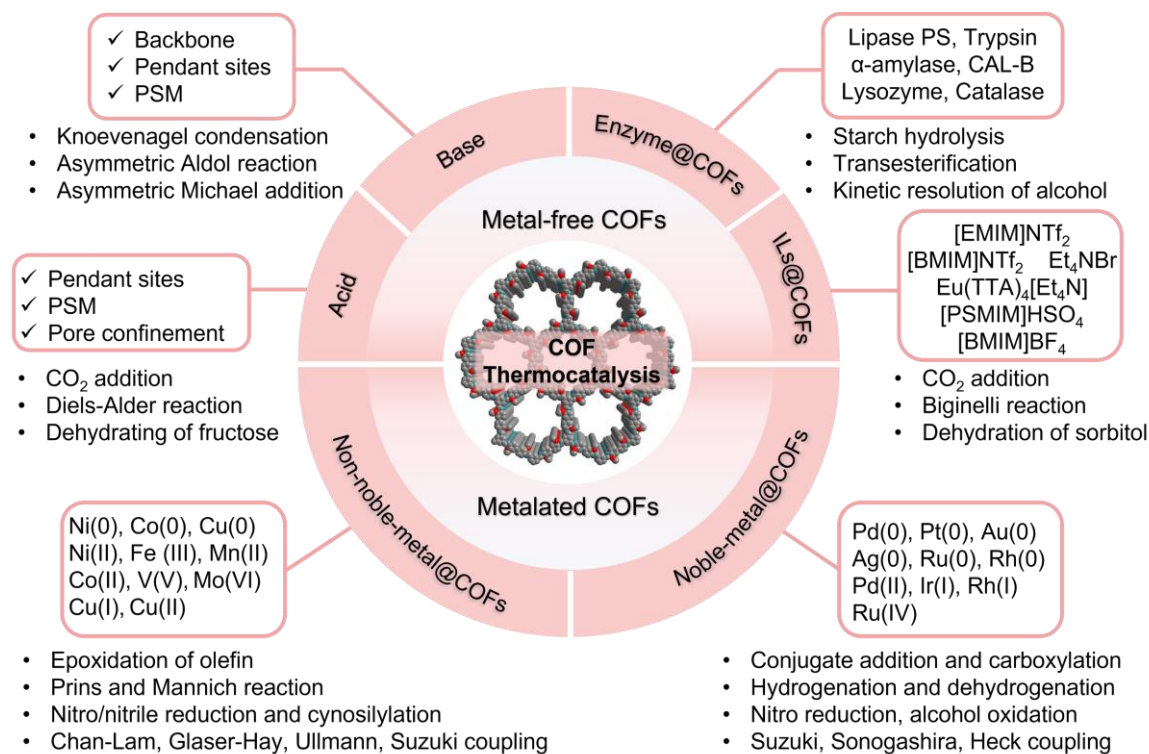 ✓ Backbone
✓ Pendant sites
✓ PSM
• Knoevenagel condensation
• Asymmetric Aldol reaction
• Asymmetric Michael addition
Base
Enzyme@COFs
Lipase PS, Trypsin
α-amylase, CAL-B
Lysozyme, Catalase
• Starch hydrolysis
• Transesterification
• Kinetic resolution of alcohol
✓ Pendant sites
✓ PSM
✓ Pore confinement
• CO₂ addition
• Diels-Alder reaction
• Dehydrating of fructose
Acid
Metal-free COFs
COF
Thermocatalysis
Metalated COFs
ILs@COFs
[EMIM]NTf₂
[BMIM]NTf₂ Et₄NBr
Eu(TTA)₄[Et₄N]
[PSMIM]HSO₄
[BMIM]BF₄
• CO₂ addition
• Biginelli reaction
• Dehydration of sorbitol
Non-noble-metal@COFs
Ni(0), Co(0), Cu(0)
Ni(II), Fe (III), Mn(II)
Co(II), V(V), Mo(VI)
Cu(I), Cu(II)
• Epoxidation of olefin
• Prins and Mannich reaction
• Nitro/nitrile reduction and cynosilylation
• Chan-Lam, Glaser-Hay, Ullmann, Suzuki coupling
Noble-metal@COFs
Pd(0), Pt(0), Au(0)
Ag(0), Ru(0), Rh(0)
Pd(II), Ir(I), Rh(I)
Ru(IV)
• Conjugate addition and carboxylation
• Hydrogenation and dehydrogenation
• Nitro reduction, alcohol oxidation
• Suzuki, Sonogashira, Heck coupling